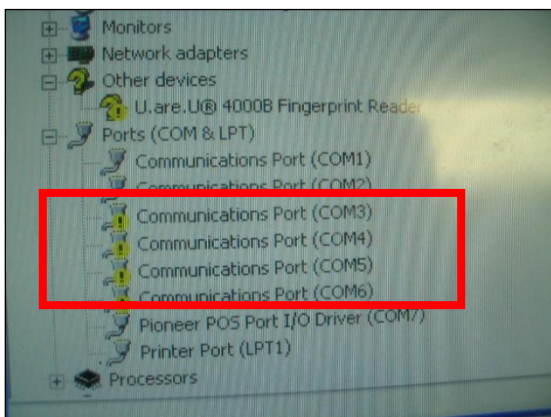 Monitors
Network adapters
Other devices
U.are.U® 4000B Fingerprint Reader
Ports (COM & LPT)
Communications Port (COM1)
Communications Port (COM2)
Communications Port (COM3)
Communications Port (COM4)
Communications Port (COM5)
Communications Port (COM6)
Pioneer POS Port I/O Driver (COM7)
Printer Port (LPT1)
Processors